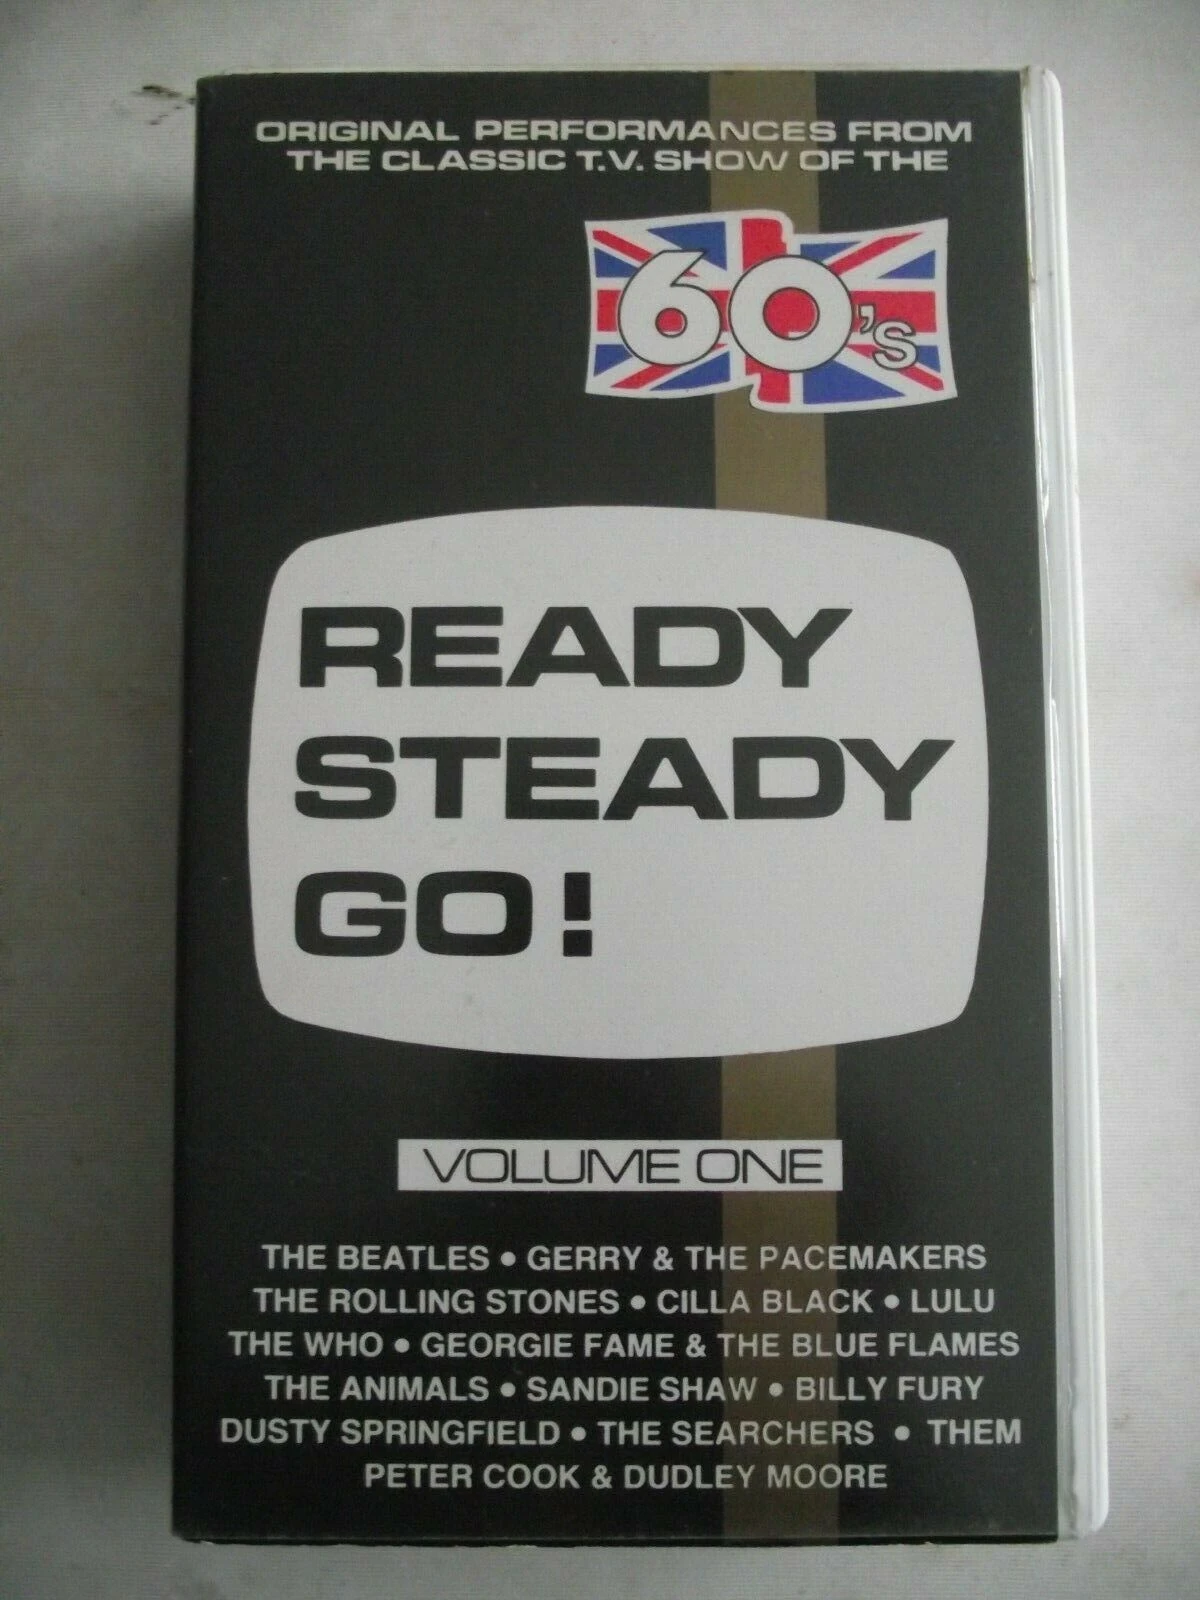 ORIGINAL PERFORMANCES FROM
THE CLASSIC T.V. SHOW OF THE
60's
READY
STEADY
GO!
VOLUME ONE
THE BEATLES • GERRY & THE PACEMAKERS
THE ROLLING STONES • CILLA BLACK • LULU
THE WHO • GEORGIE FAME & THE BLUE FLAMES
THE ANIMALS • SANDIE SHAW • BILLY FURY
DUSTY SPRINGFIELD • THE SEARCHERS • THEM
PETER COOK & DUDLEY MOORE